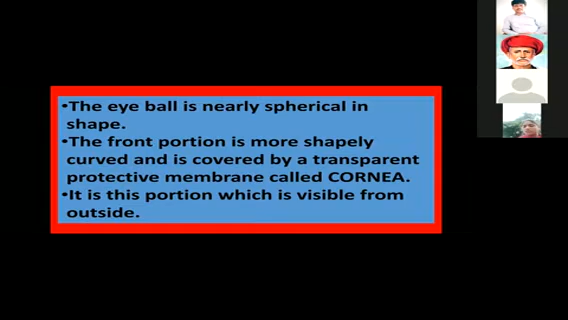 •The eye ball is nearly spherical in
shape.
•The front portion is more shapely
curved and is covered by a transparent
protective membrane called CORNEA.
•It is this portion which is visible from
outside.